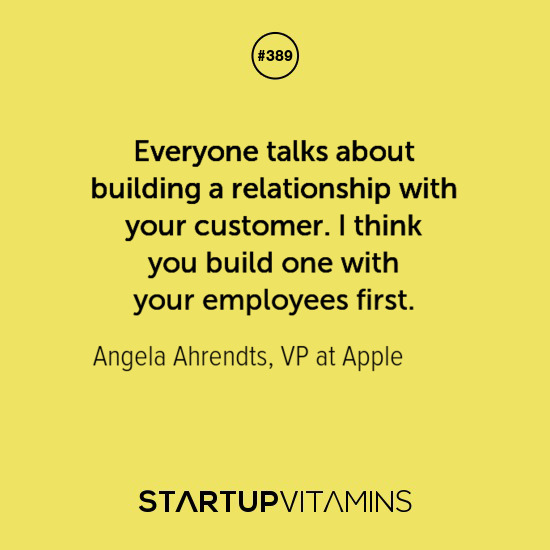 #389
Everyone talks about
building a relationship with
your customer. I think
you build one with
your employees first.
Angela Ahrendts, VP at Apple
STARTUPVITAMINS